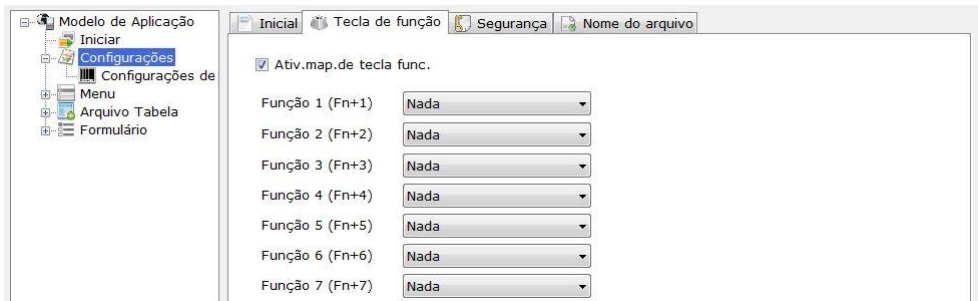 Modelo de Aplicação
Iniciar
Configurações
Configurações de
Menu
Arquivo Tabela
Formulário
Inicial
Tecla de função
Segurança
Nome do arquivo
Ativ.map.de tecla func.
Função 1 (Fn+1) Nada
Função 2 (Fn+2) Nada
Função 3 (Fn+3) Nada
Função 4 (Fn+4) Nada
Função 5 (Fn+5) Nada
Função 6 (Fn+6) Nada
Função 7 (Fn+7) Nada